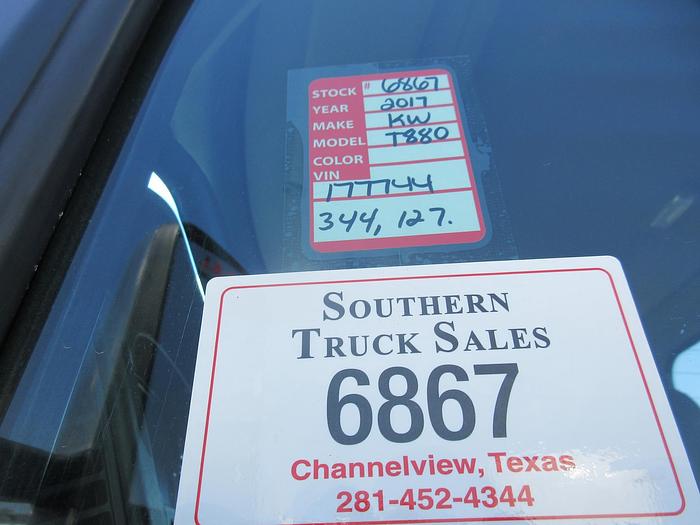 STOCK # 6867
YEAR 2017
MAKE KW
MODEL T880
COLOR
VIN
177744
344, 127.
SOUTHERN
TRUCK SALES
6867
Channelview, Texas
281-452-4344